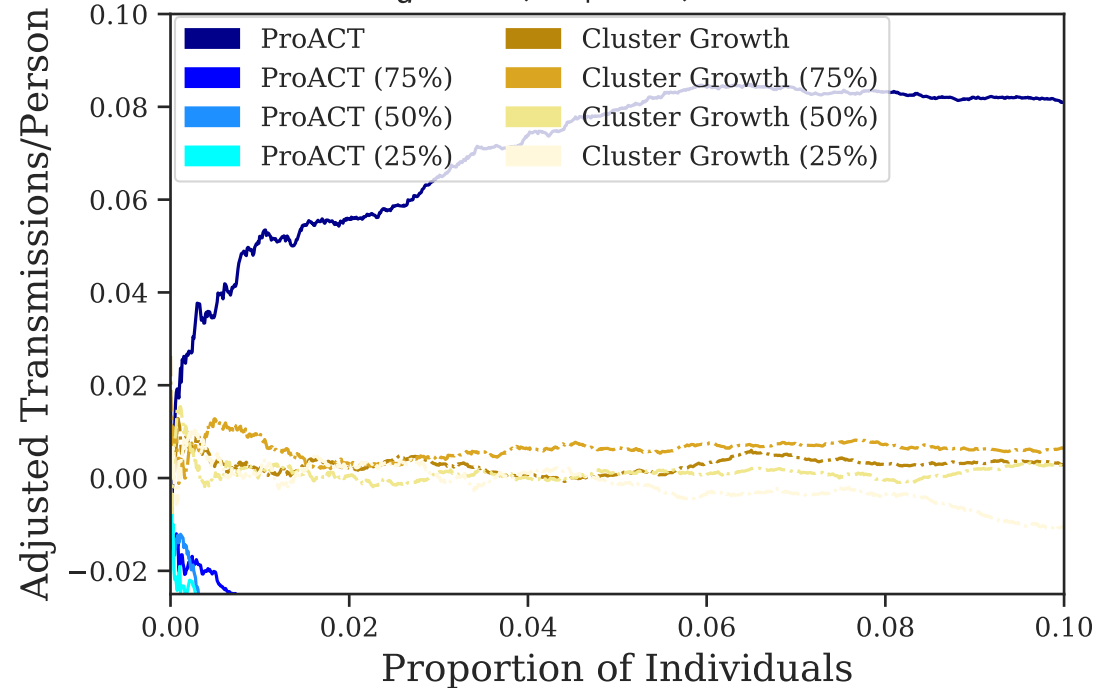 0.10
0.08
0.06
0.04
0.02
0.00
−0.02
Adjusted Transmissions/Person
ProACT
ProACT (75%)
ProACT (50%)
ProACT (25%)
Cluster Growth
Cluster Growth (75%)
Cluster Growth (50%)
Cluster Growth (25%)
0.00 0.02 0.04 0.06 0.08 0.10
Proportion of Individuals